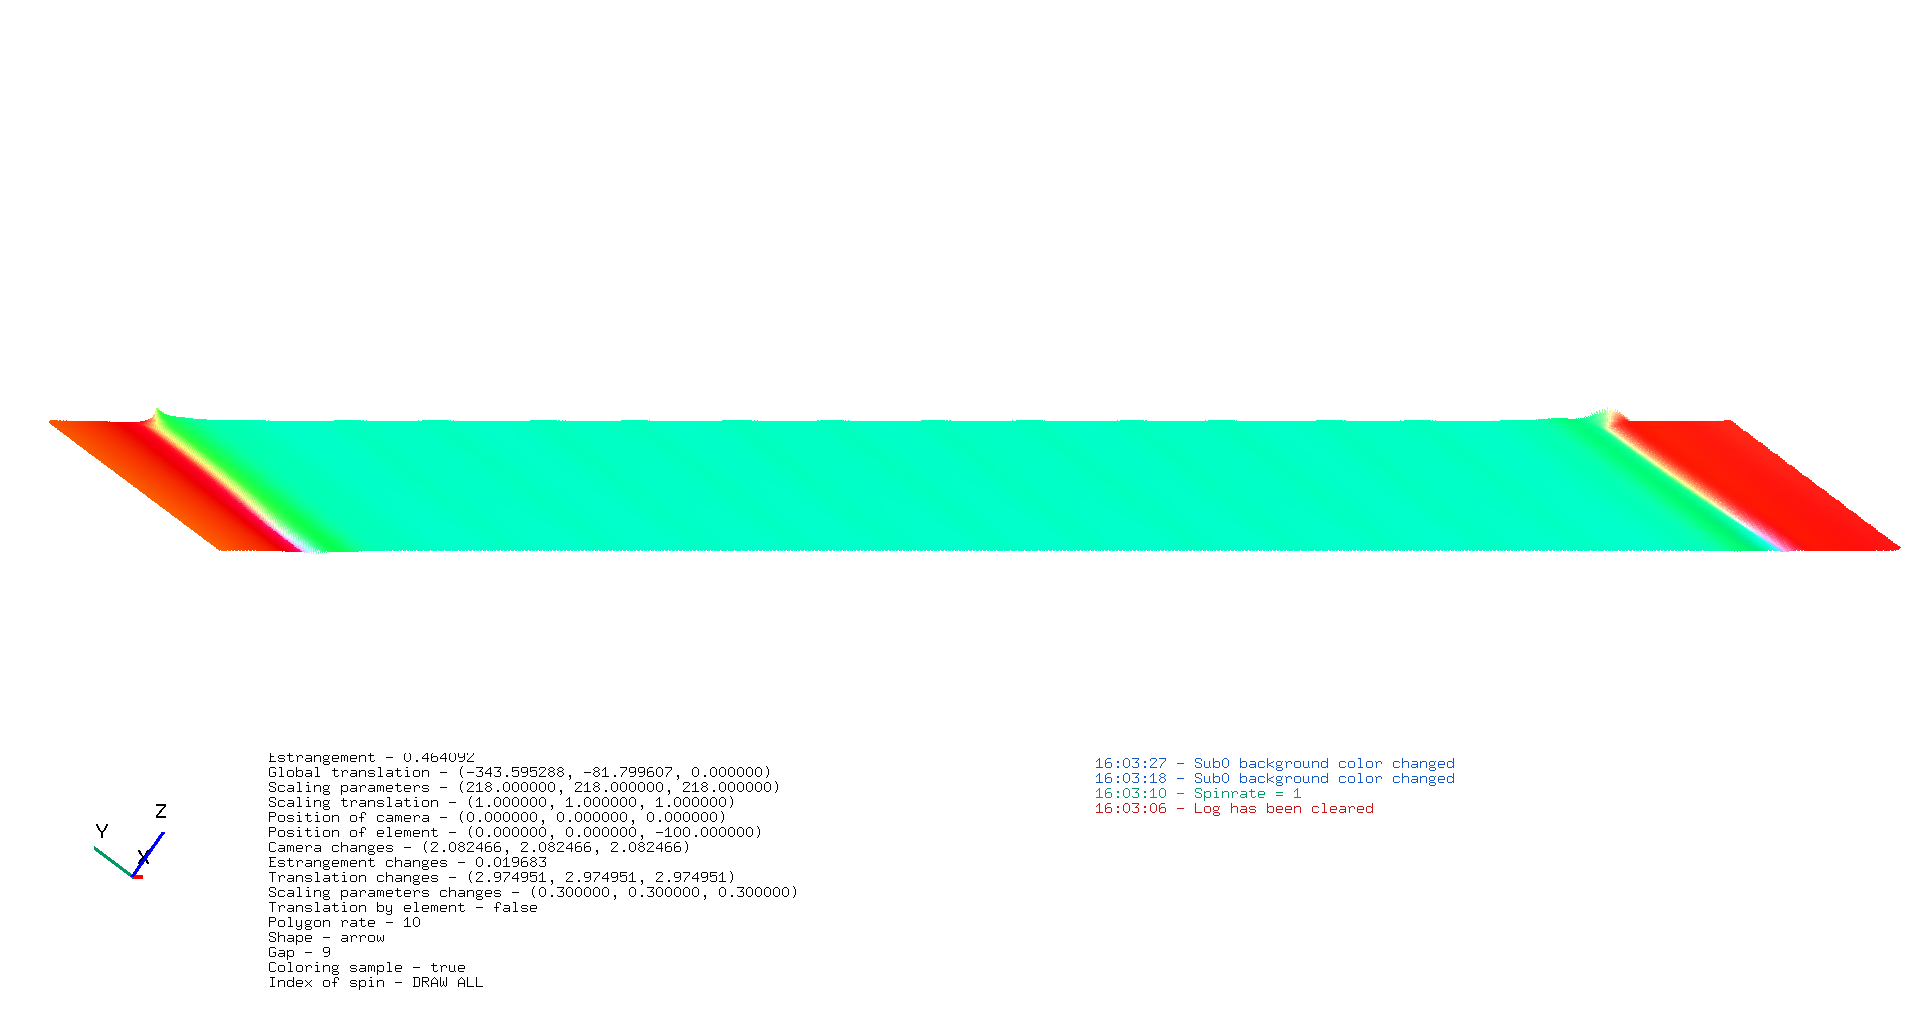 Estrangement - 0.464092
Global translation - (-343.595288, -81.799607, 0.000000)
Scaling parameters - (218.000000, 218.000000, 218.000000)
Scaling translation - (1.000000, 1.000000, 1.000000)
Position of camera - (0.000000, 0.000000, 0.000000)
Position of element - (0.000000, 0.000000, -100.000000)
Camera changes - (2.082466, 2.082466, 2.082466)
Estrangement changes - 0.019683
Translation changes - (2.974951, 2.974951, 2.974951)
Scaling parameters changes - (0.300000, 0.300000, 0.300000)
Translation by element - false
Polygon rate - 10
Shape - arrow
Gap - 9
Coloring sample - true
Index of spin - DRAW ALL
16:03:27 - Sub0 background color changed
16:03:18 - Sub0 background color changed
16:03:10 - Spinrate = 1
16:03:06 - Log has been cleared
Z
Y
X